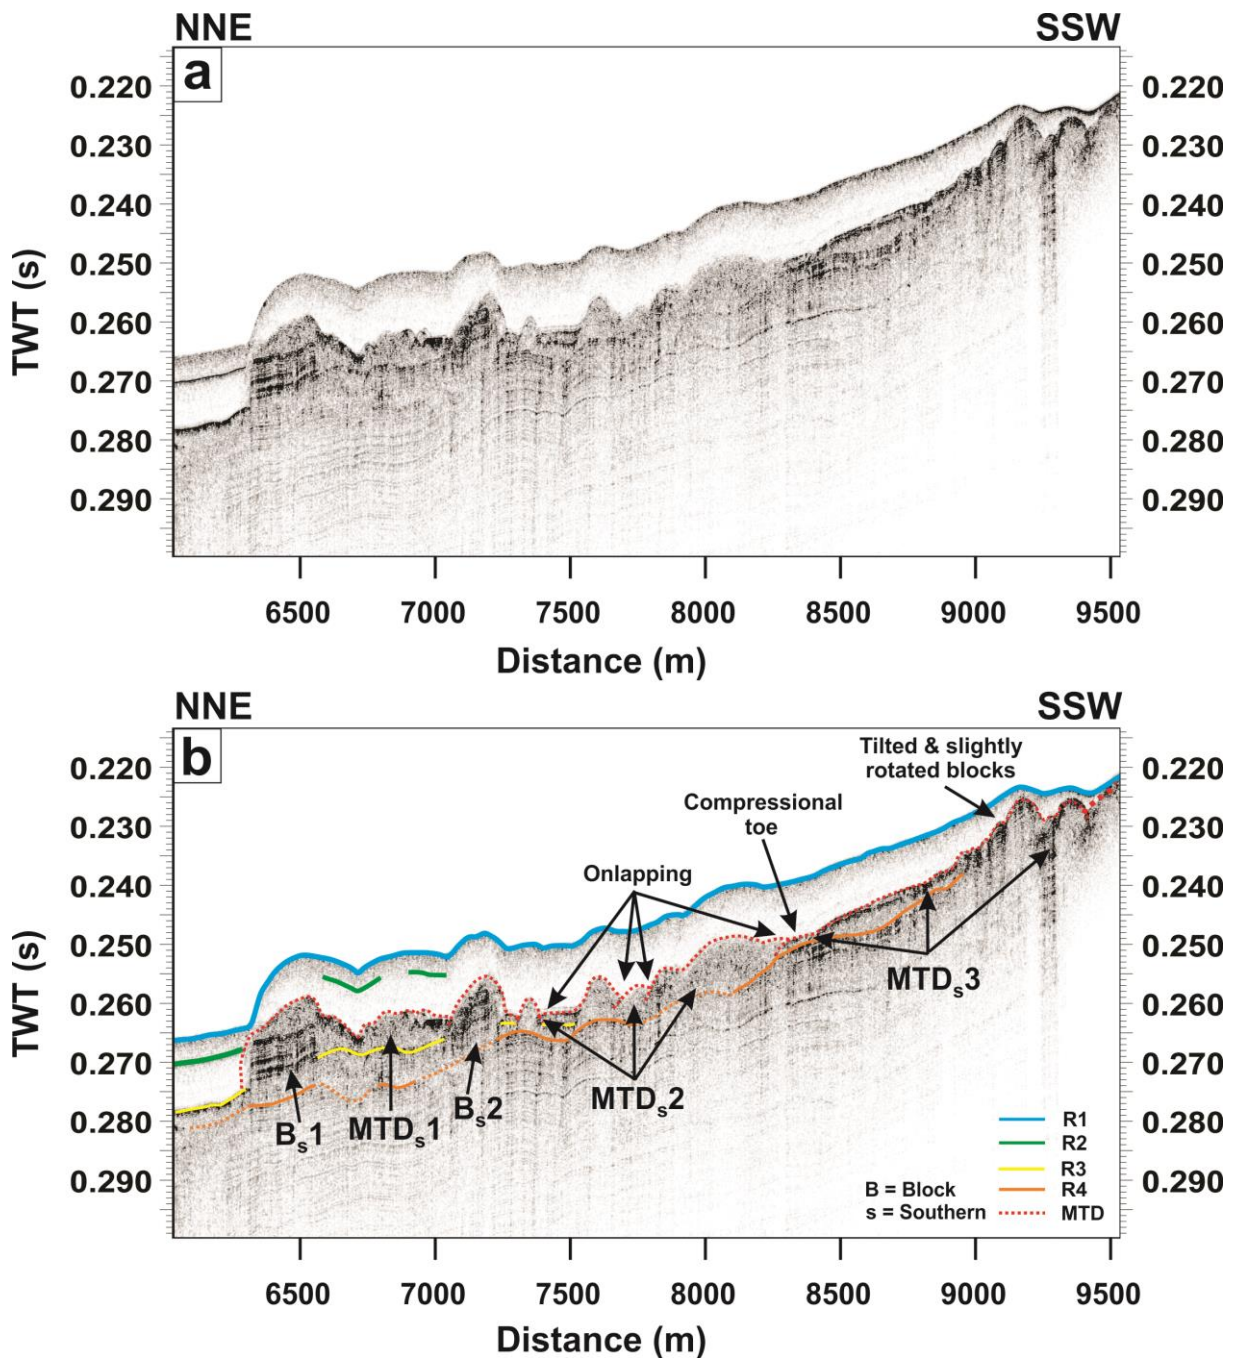 NNE SSW
a
0.220 0.220
0.230 0.230
0.240 0.240
0.250 0.250
0.260 0.260
0.270 0.270
0.280 0.280
0.290 0.290
TWT (s)
6500 7000 7500 8000 8500 9000 9500
Distance (m)
NNE SSW
b
Tilted & slightly
rotated blocks
Compressional
toe
Onlapping
0.220 0.220
0.230 0.230
0.240 0.240
0.250 0.250
0.260 0.260
0.270 0.270
0.280 0.280
0.290 0.290
TWT (s)
MTDs3
MTDs2
Bs1 MTDs1 Bs2
R1
R2
R3
R4
MTD
B = Block
s = Southern
6500 7000 7500 8000 8500 9000 9500
Distance (m)